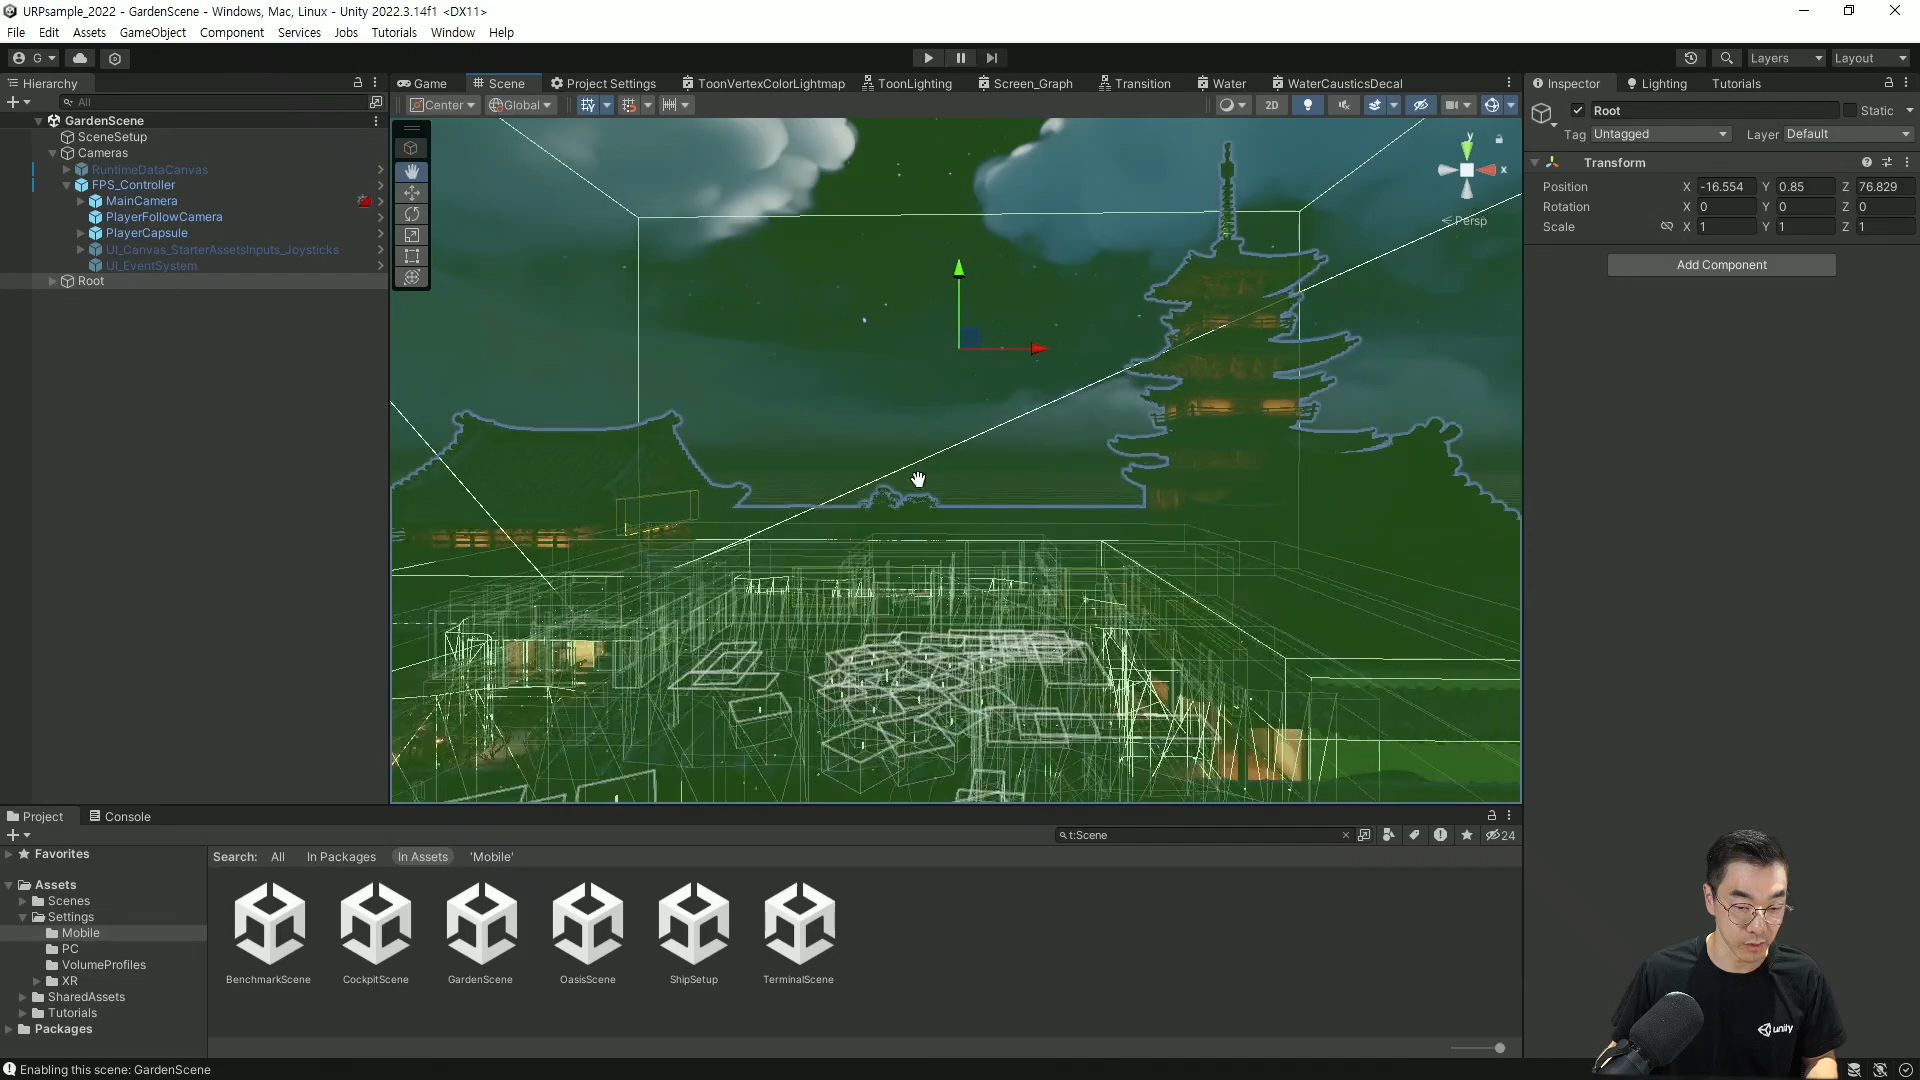 URPsample_2022 - GardenScene - Windows, Mac, Linux - Unity 2022.3.14f1 <DX11>
File Edit Assets GameObject Component Services Jobs Tutorials Window Help
G Layers Layout
Hierarchy
All
GardenScene
SceneSetup
Cameras
RuntimeDataCanvas
FPS_Controller
MainCamera
PlayerFollowCamera
PlayerCapsule
UI_Canvas_StarterAssetsInputs_Joysticks
UI_EventSystem
Root
Game Scene Project Settings ToonVertexColorLightmap ToonLighting Screen_Graph Transition Water WaterCausticsDecal
Center Global 2D
y
x
Persp
Inspector Lighting Tutorials
Root Static
Tag Untagged Layer Default
Transform
Position X -16.554 Y 0.85 Z 76.829
Rotation X 0 Y 0 Z 0
Scale X 1 Y 1 Z 1
Add Component
Project Console
t:Scene 24
Favorites
Assets
Scenes
Settings
Mobile
PC
VolumeProfiles
XR
SharedAssets
Tutorials
Packages
Search: All In Packages In Assets 'Mobile'
BenchmarkScene CockpitScene GardenScene OasisScene ShipSetup TerminalScene
unity
Enabling this scene: GardenScene